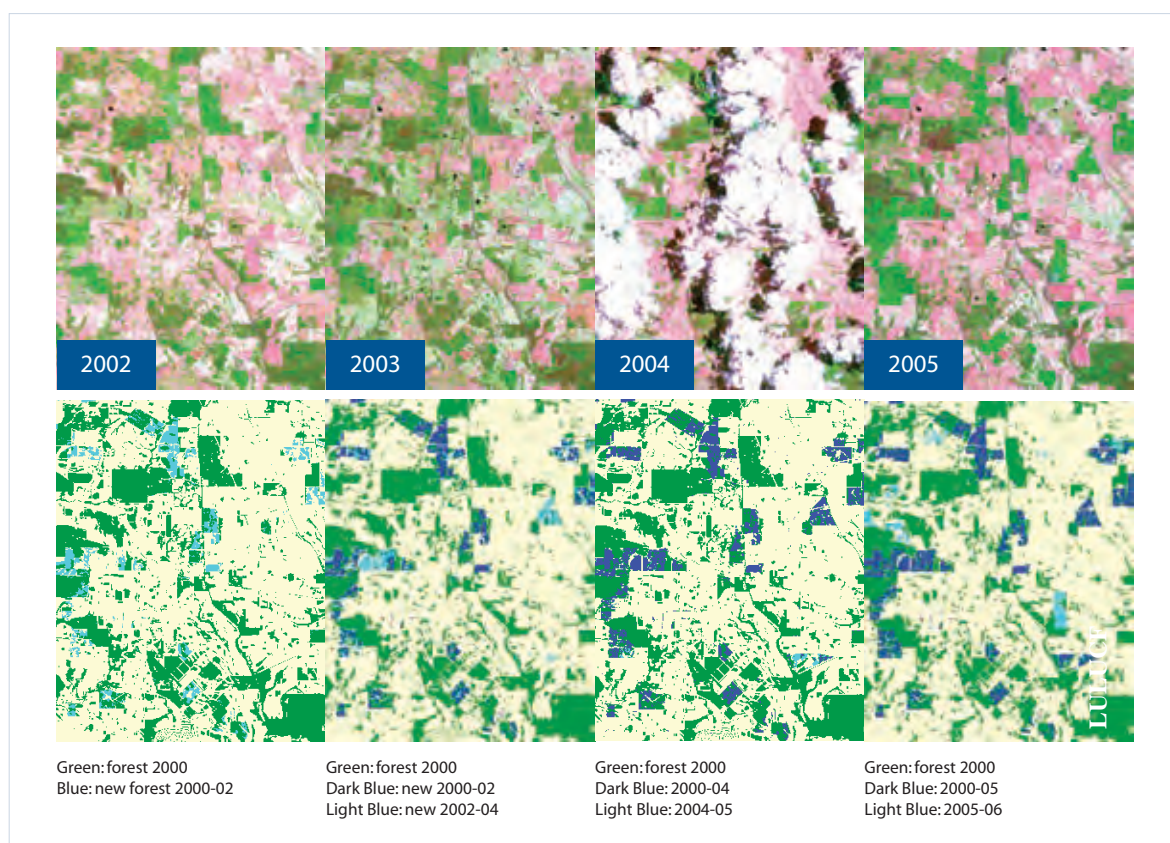 2002
2003
2004
2005
Green: forest 2000
Blue: new forest 2000-02
Green: forest 2000
Dark Blue: new 2000-02
Light Blue: new 2002-04
Green: forest 2000
Dark Blue: 2000-04
Light Blue: 2004-05
Green: forest 2000
Dark Blue: 2000-05
Light Blue: 2005-06